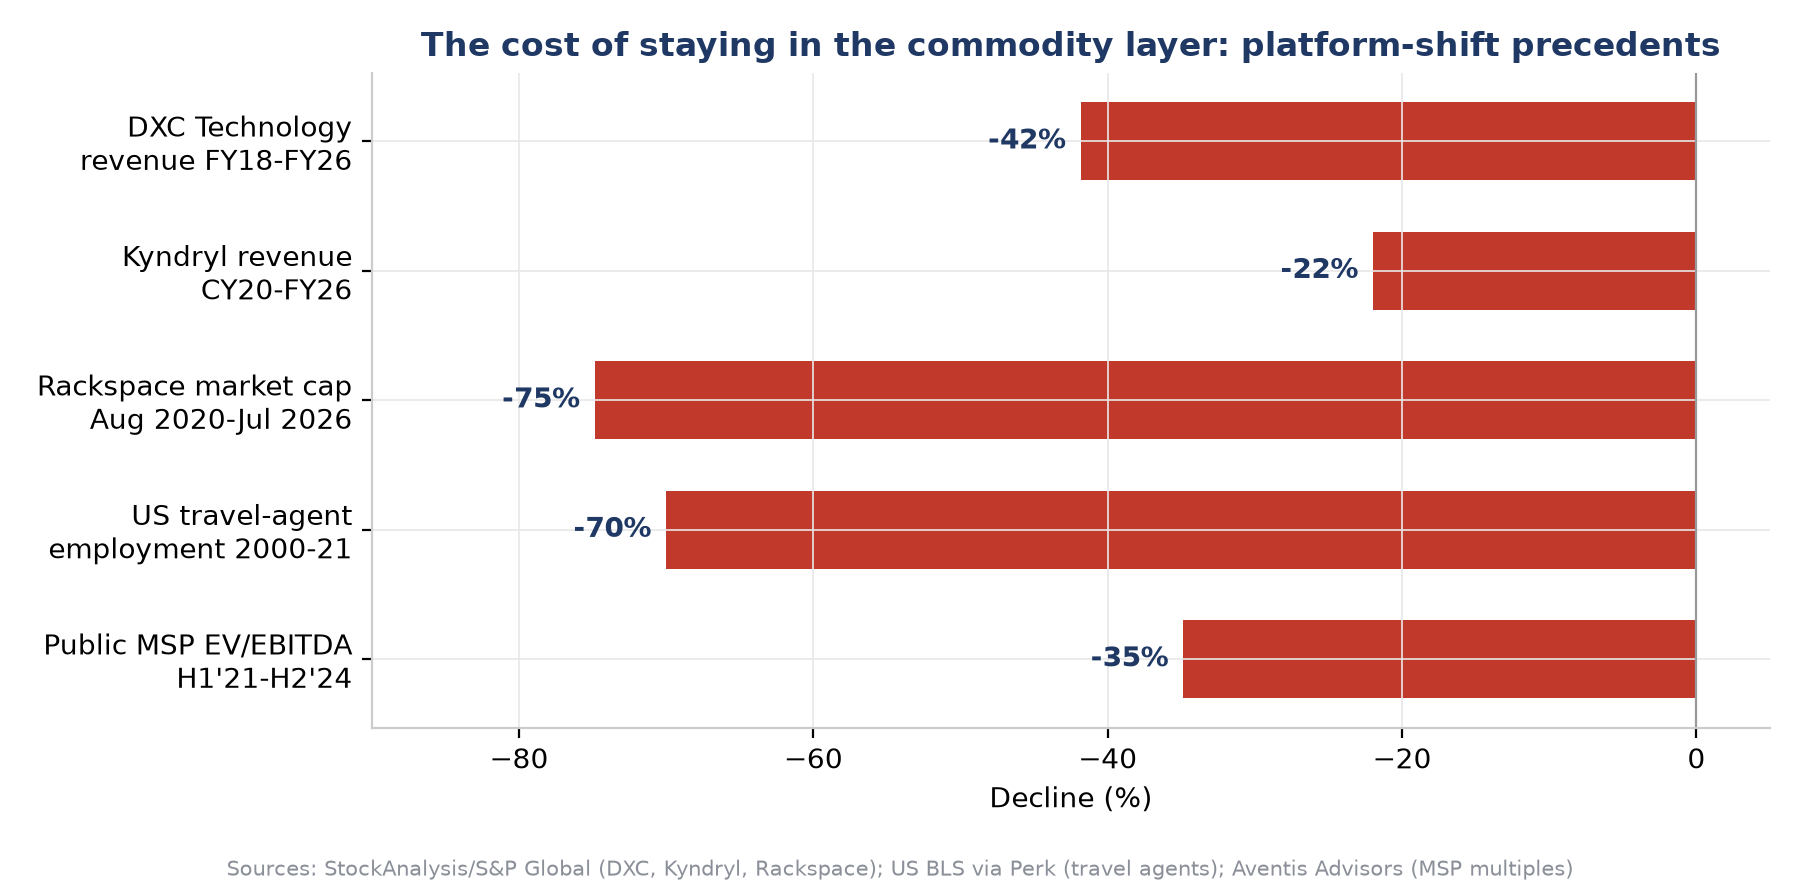 The cost of staying in the commodity layer: platform-shift precedents
DXC Technology
revenue FY18-FY26
-42%
Kyndryl revenue
CY20-FY26
-22%
Rackspace market cap
Aug 2020-Jul 2026
-75%
US travel-agent
employment 2000-21
-70%
Public MSP EV/EBITDA
H1'21-H2'24
-35%
−80 −60 −40 −20 0
Decline (%)
Sources: StockAnalysis/S&P Global (DXC, Kyndryl, Rackspace); US BLS via Perk (travel agents); Aventis Advisors (MSP multiples)